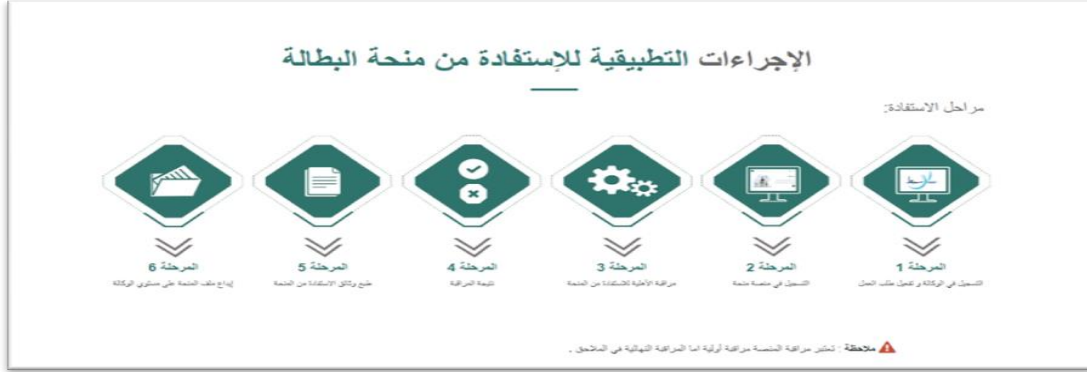 الإجراءات التطبيقية للإستفادة من منحة البطالة
مراحل الاستفادة:
المرحلة 1
التسجيل في الوكالة و تفعيل طلب العمل
المرحلة 2
التسجيل في منصة منحة
المرحلة 3
مراقبة الأهلية للاستفادة من المنحة
المرحلة 4
نتيجة المراقبة
المرحلة 5
طبع وثائق الاستفادة من المنحة
المرحلة 6
إيداع ملف المنحة على مستوى الوكالة
ملاحظة : تعتبر مراقبة المنصة مراقبة أولية اما المراقبة النهائية في الملاحق .